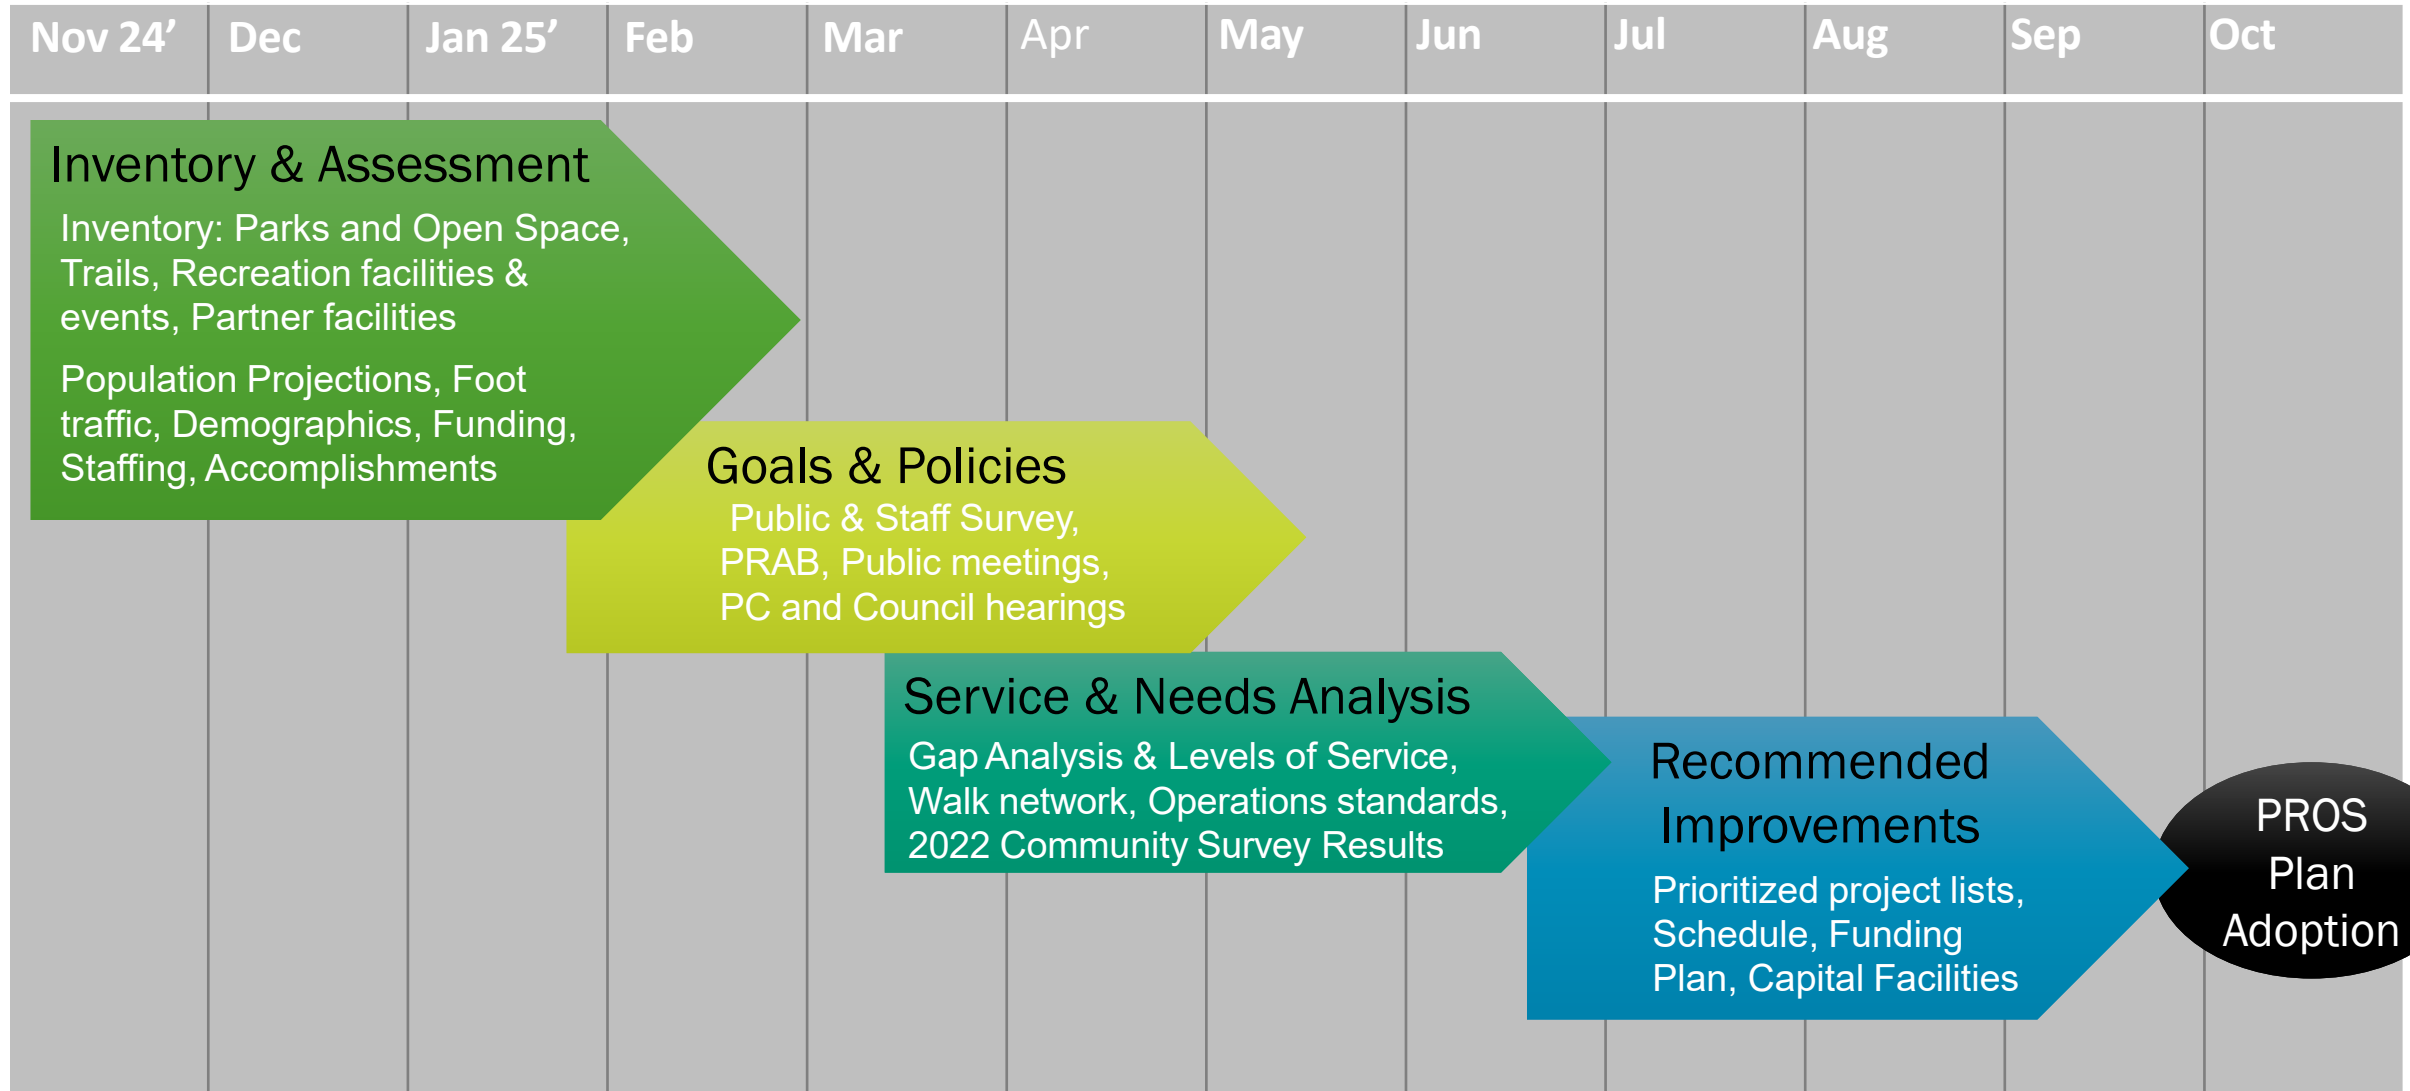 Nov 24’ Dec Jan 25’ Feb Mar Apr May Jun Jul Aug Sep Oct
Inventory & Assessment
Inventory: Parks and Open Space,
Trails, Recreation facilities &
events, Partner facilities
Population Projections, Foot
traffic, Demographics, Funding,
Staffing, Accomplishments
Goals & Policies
Public & Staff Survey,
PRAB, Public meetings,
PC and Council hearings
Service & Needs Analysis
Gap Analysis & Levels of Service,
Walk network, Operations standards,
2022 Community Survey Results
Recommended
Improvements
Prioritized project lists,
Schedule, Funding
Plan, Capital Facilities
PROS
Plan
Adoption